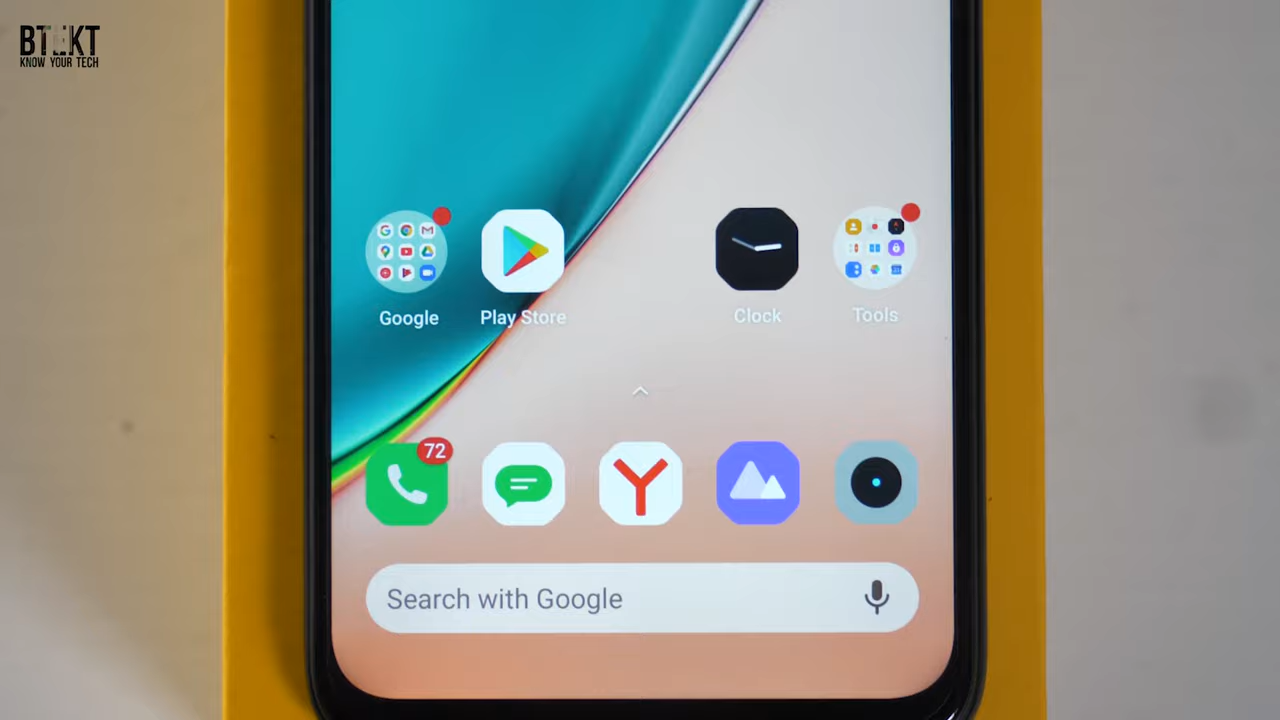 BTEKT
KNOW YOUR TECH
Google
Play Store
Clock
Tools
72
Search with Google